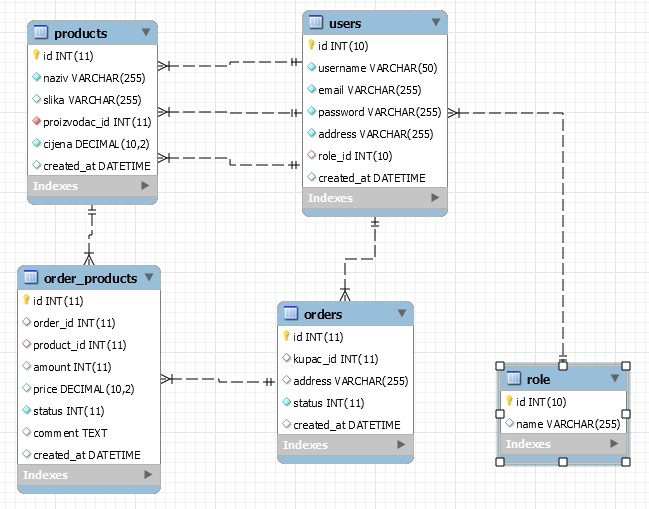 products
id INT(11)
naziv VARCHAR(255)
slika VARCHAR(255)
proizvodac_id INT(11)
cijena DECIMAL(10,2)
created_at DATETIME
Indexes
users
id INT(10)
username VARCHAR(50)
email VARCHAR(255)
password VARCHAR(255)
address VARCHAR(255)
role_id INT(10)
created_at DATETIME
Indexes
order_products
id INT(11)
order_id INT(11)
product_id INT(11)
amount INT(11)
price DECIMAL(10,2)
status INT(11)
comment TEXT
created_at DATETIME
Indexes
orders
id INT(11)
kupac_id INT(11)
address VARCHAR(255)
status INT(11)
created_at DATETIME
Indexes
role
id INT(10)
name VARCHAR(255)
Indexes